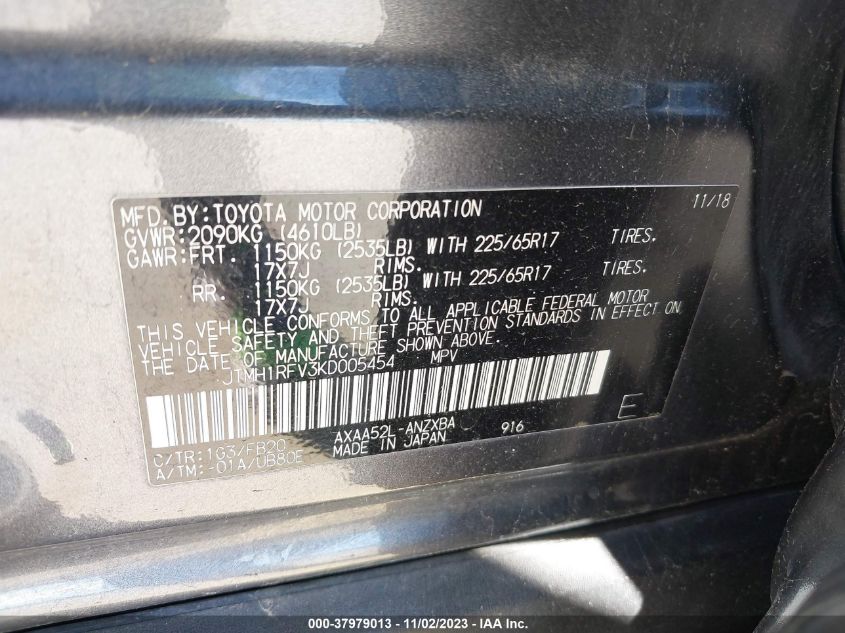 MFD. BY: TOYOTA MOTOR CORPORATION 11/18
GVWR: 2090KG (4610LB)
GAWR: FRT. 1150KG (2535LB) WITH 225/65R17 TIRES.
17X7J RIMS.
RR. 1150KG (2535LB) WITH 225/65R17 TIRES.
17X7J RIMS.
THIS VEHICLE CONFORMS TO ALL APPLICABLE FEDERAL MOTOR
VEHICLE SAFETY AND THEFT PREVENTION STANDARDS IN EFFECT ON
THE DATE OF MANUFACTURE SHOWN ABOVE.
JTMH1RFV3KD005454 MPV
E
AXAA52L-ANZXBA 916
C/TR: 1G3/FB20 MADE IN JAPAN
A/TM: -01A/UB80E
000-37979013 - 11/02/2023 - IAA Inc.